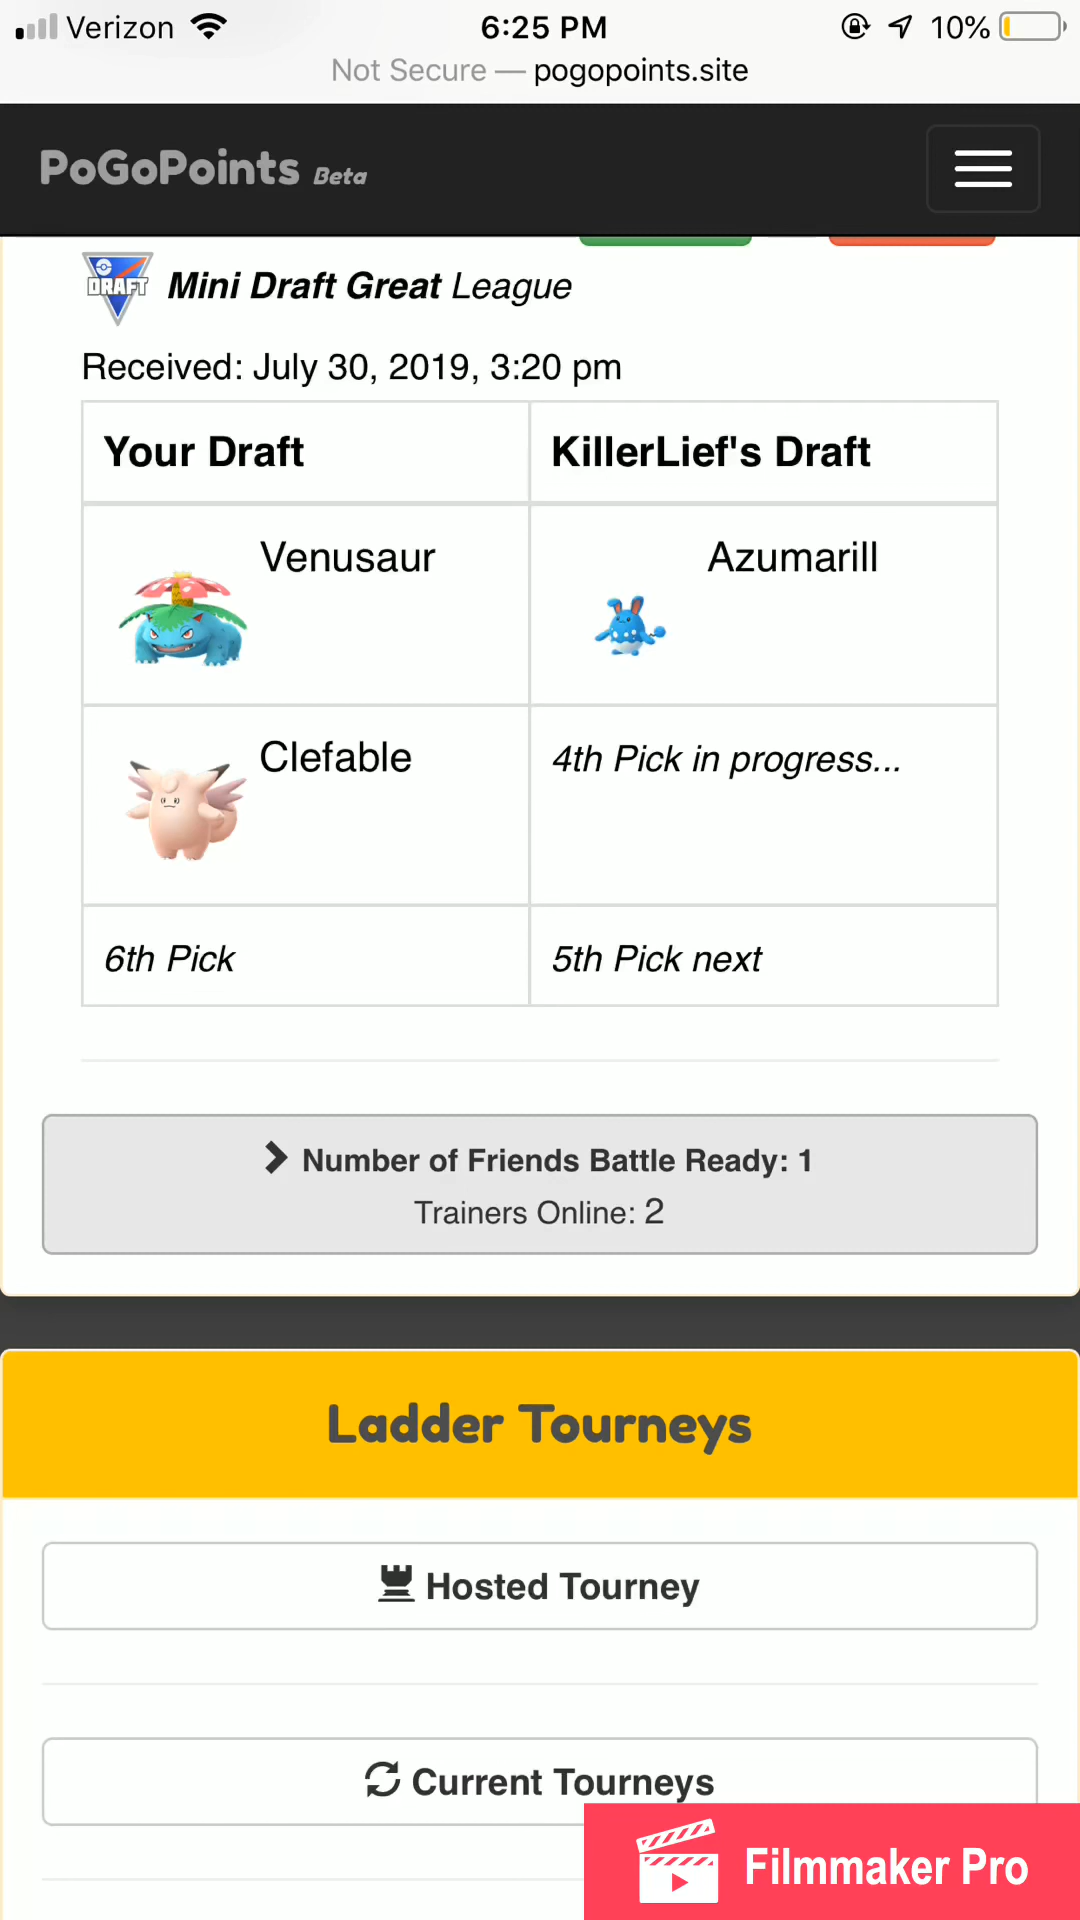 Verizon 6:25 PM 10%
Not Secure — pogopoints.site
PoGoPoints Beta
DRAFT Mini Draft Great League
Received: July 30, 2019, 3:20 pm
Your Draft KillerLief's Draft
Venusaur Azumarill
Clefable 4th Pick in progress...
6th Pick 5th Pick next
Number of Friends Battle Ready: 1
Trainers Online: 2
Ladder Tourneys
Hosted Tourney
Current Tourneys
Filmmaker Pro